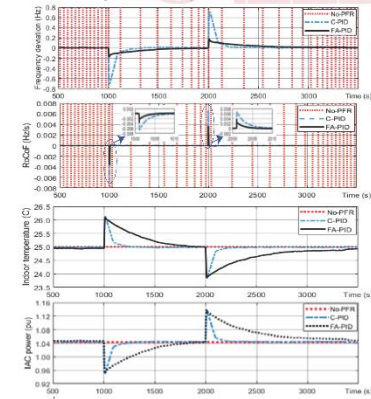 0.8
0.6
0.4
0.2
0
-0.2
-0.4
-0.6
-0.8
Frequency deviation (Hz)
No-PFR
C-PID
FA-PID
500 1000 1500 2000 2500 3000 Time (s)
0.008
0.006
0.004
0.002
0
-0.002
-0.004
-0.006
-0.008
RoCoF (Hz/s)
No-PFR
C-PID
FA-PID
500 1000 1500 2000 2500 3000 Time (s)
26.5
26.0
25.5
25.0
24.5
24.0
23.5
Indoor temperature (C)
No-PFR
C-PID
FA-PID
500 1000 1500 2000 2500 3000 Time (s)
1.16
1.12
1.08
1.04
1.00
0.96
0.92
IAC power (pu)
No-PFR
C-PID
FA-PID
500 1000 1500 2000 2500 3000 Time (s)